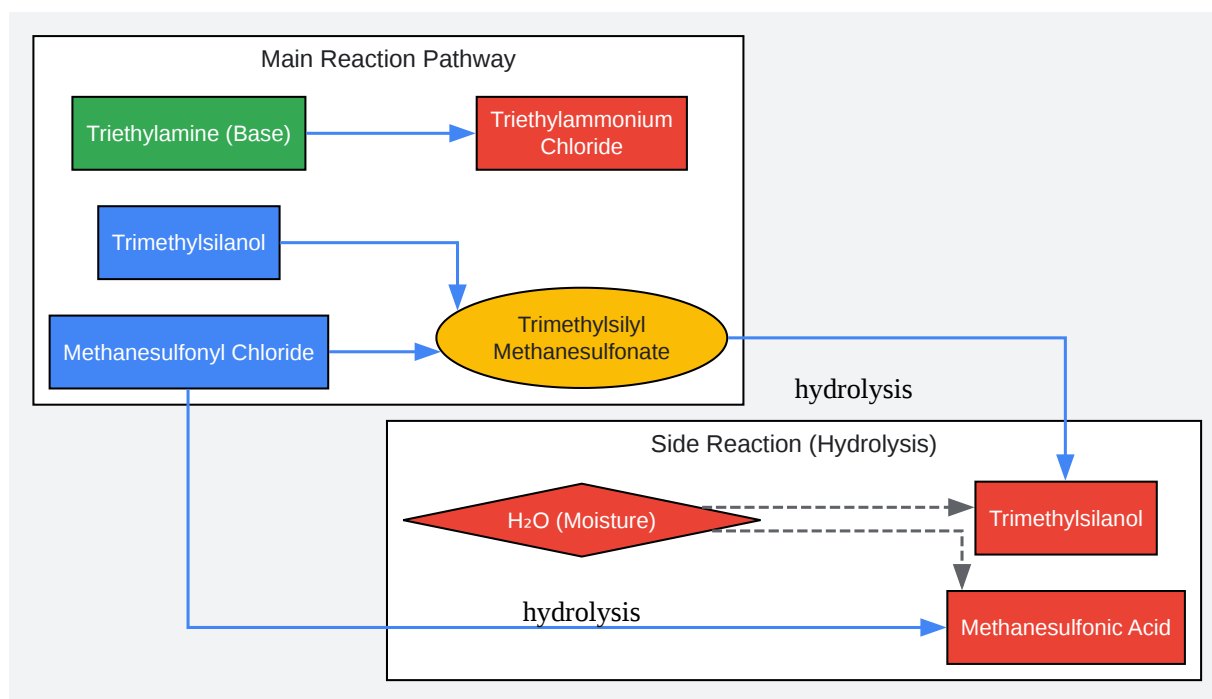 Main Reaction Pathway
Triethylamine (Base)
Triethylammonium
Chloride
Trimethylsilanol
Methanesulfonyl Chloride
Trimethylsilyl
Methanesulfonate
hydrolysis
Side Reaction (Hydrolysis)
H₂O (Moisture)
Trimethylsilanol
hydrolysis
Methanesulfonic Acid